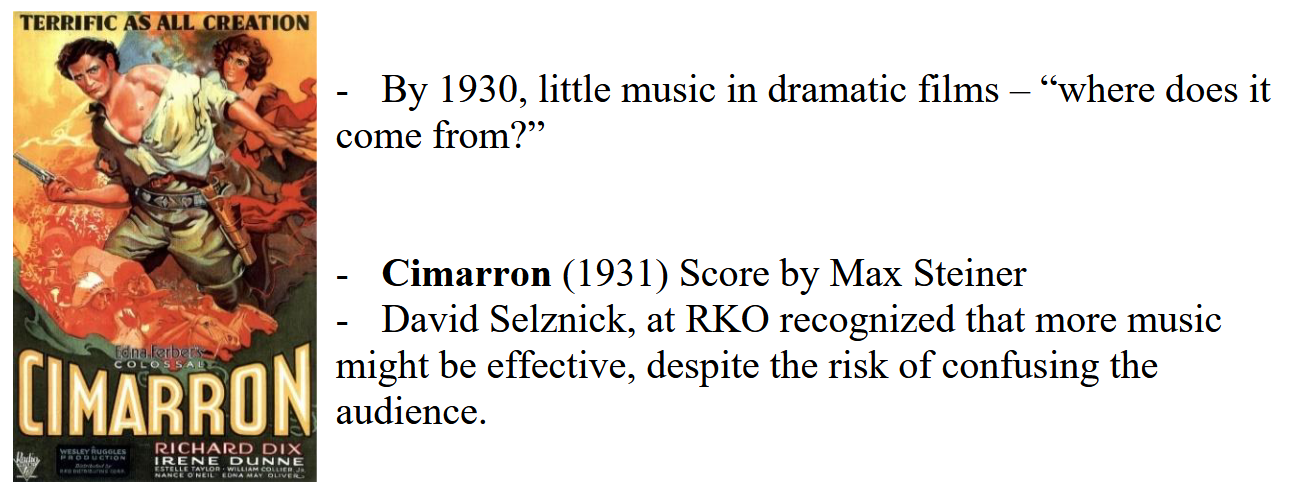 TERRIFIC AS ALL CREATION
Edna Ferber's
COLOSSAL
CIMARRON
Radio
WESLEY RUGGLES
PRODUCTION
Distributed by
RICHARD DIX
IRENE DUNNE
ESTELLE TAYLOR · WILLIAM COLLIER JR.
NANCE O'NEIL · EDNA MAY OLIVER
- By 1930, little music in dramatic films – “where does it
come from?”
- Cimarron (1931) Score by Max Steiner
- David Selznick, at RKO recognized that more music
might be effective, despite the risk of confusing the
audience.